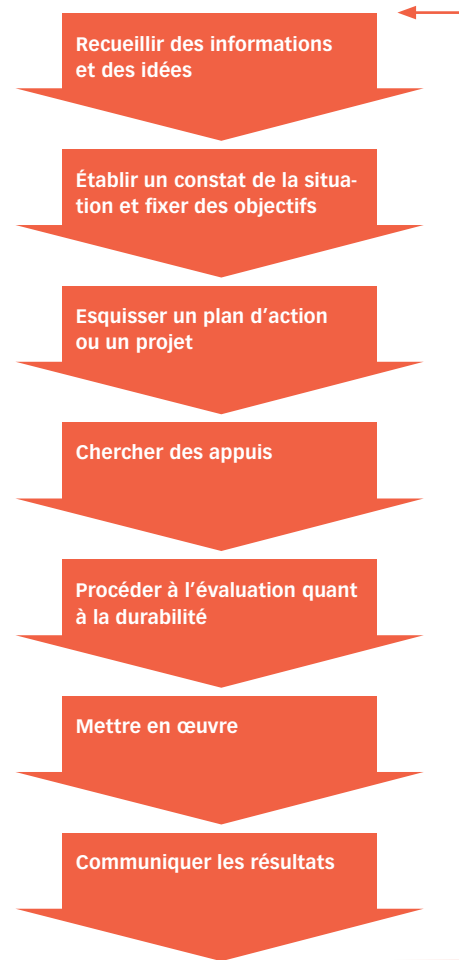 Recueillir des informations
et des idées
Établir un constat de la situa-
tion et fixer des objectifs
Esquisser un plan d’action
ou un projet
Chercher des appuis
Procéder à l’évaluation quant
à la durabilité
Mettre en œuvre
Communiquer les résultats